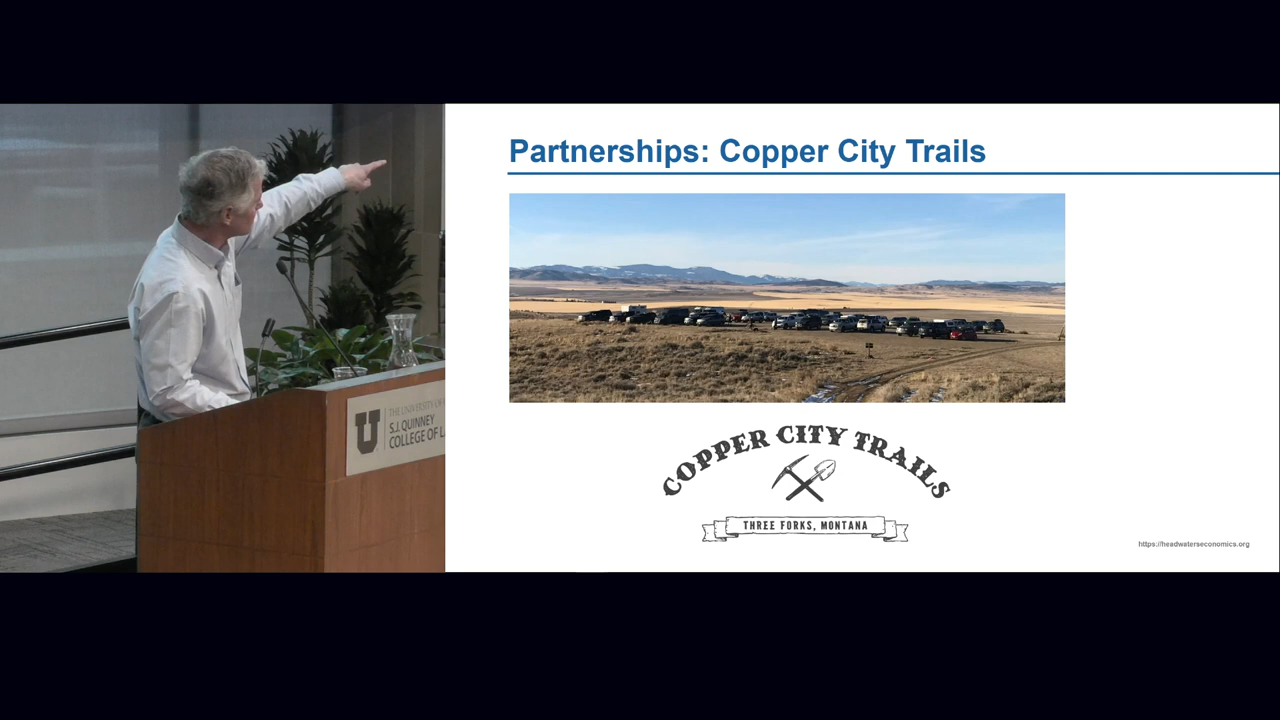 Partnerships: Copper City Trails
COPPER CITY TRAILS
THREE FORKS, MONTANA
https://headwaterseconomics.org
U
THE UNIVERSITY OF
S.J. QUINNEY
COLLEGE OF